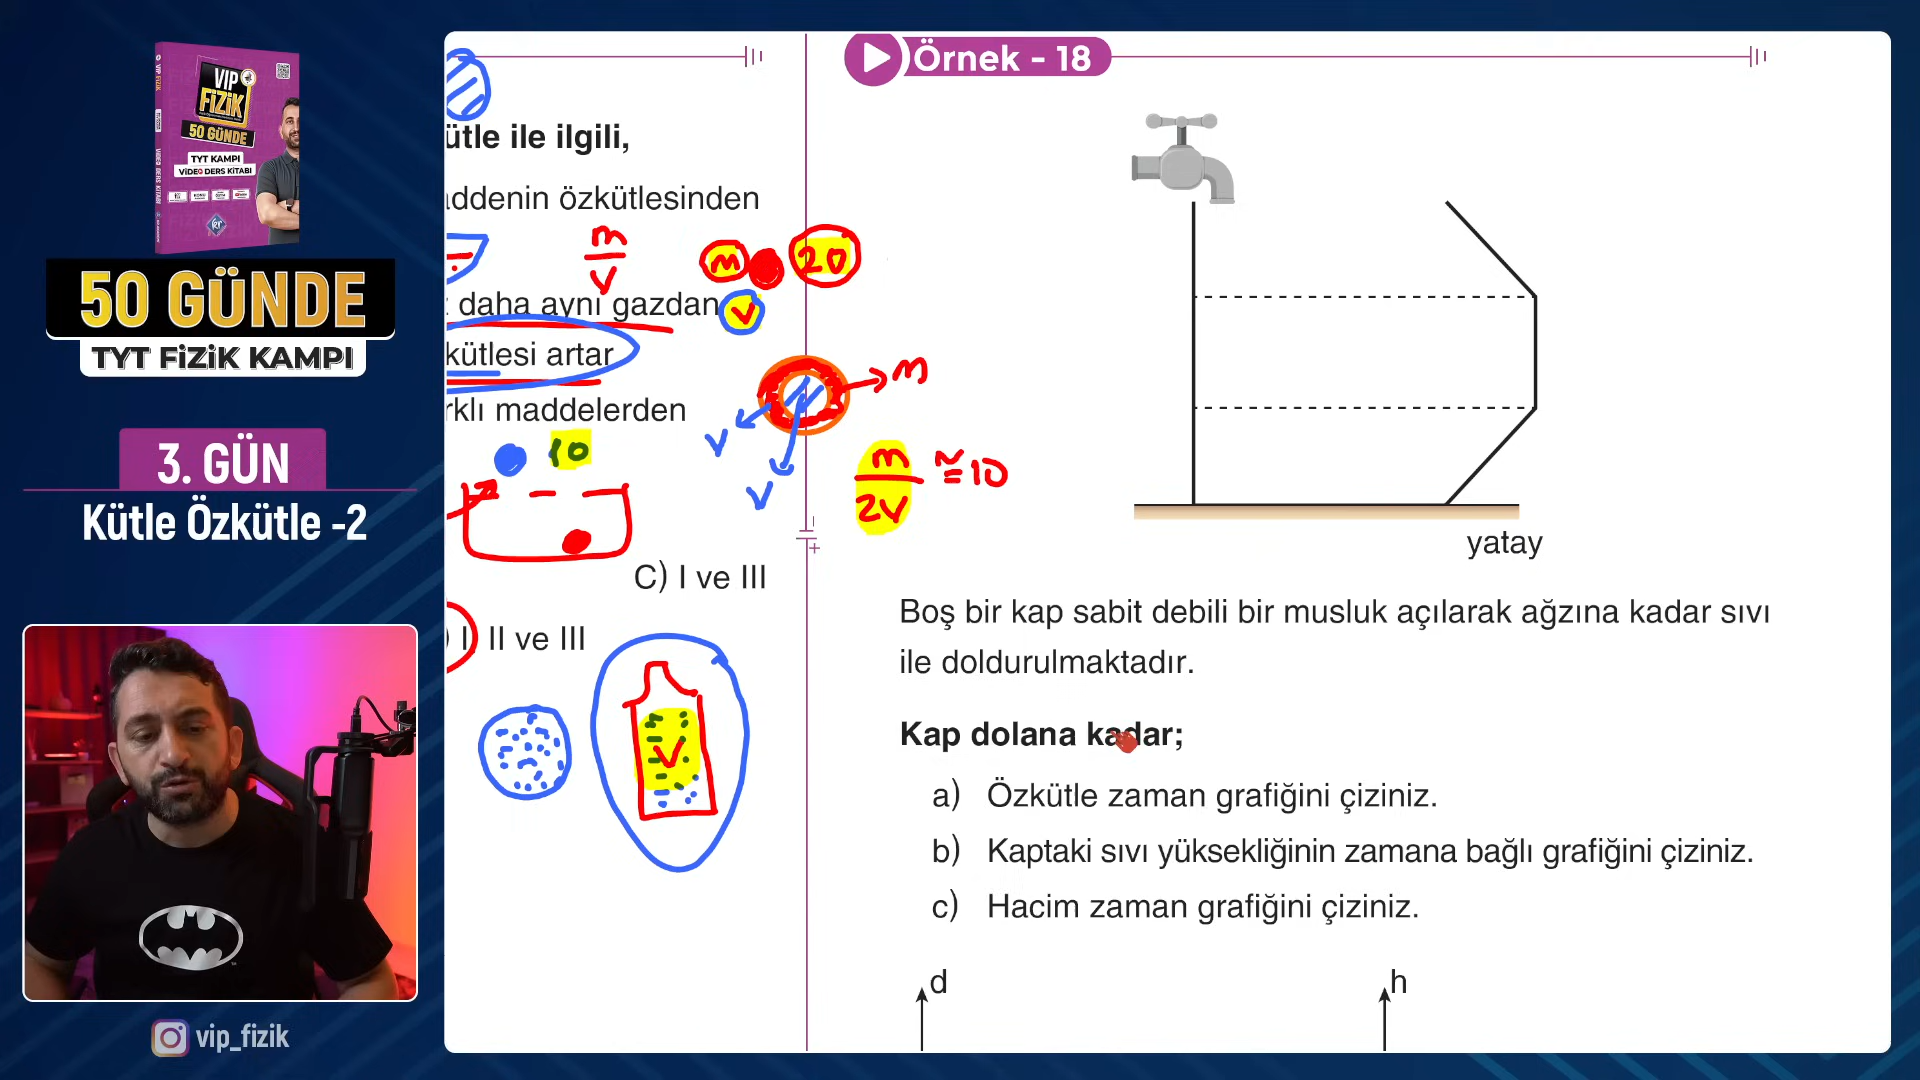 VIP
FİZİK
50 GÜNDE
TYT KAMPI
VİDEO DERS KİTABI
50 GÜNDE
TYT FİZİK KAMPI
3. GÜN
Kütle Özkütle -2
vip_fizik
ütle ile ilgili,
addenin özkütlesinden
m
V
m
20
daha aynı gazdan
V
kütlesi artar
m
rklı maddelerden
10
V
V
m
2V
≅10
C) I ve III
) I, II ve III
V
Örnek - 18
yatay
Boş bir kap sabit debili bir musluk açılarak ağzına kadar sıvı
ile doldurulmaktadır.
Kap dolana kadar;
a) Özkütle zaman grafiğini çiziniz.
b) Kaptaki sıvı yüksekliğinin zamana bağlı grafiğini çiziniz.
c) Hacim zaman grafiğini çiziniz.
d
h